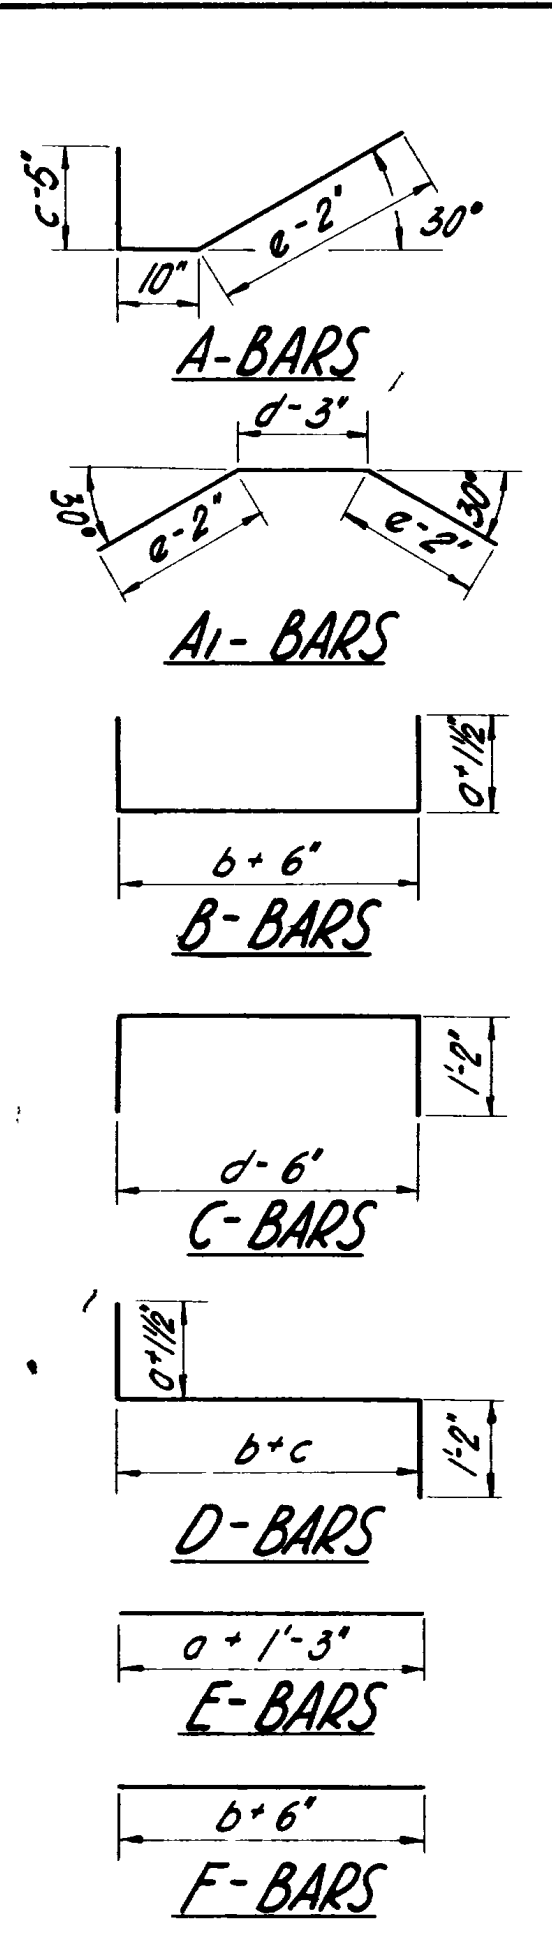 c-5"
10"
e-2"
30°
A-BARS
d-3"
30°
e-2"
e-2"
30°
A1-BARS
a+1½"
b+6"
B-BARS
1'-2"
d-6"
C-BARS
a+1½"
b+c
1'-2"
D-BARS
a+1'-3"
E-BARS
b+6"
F-BARS